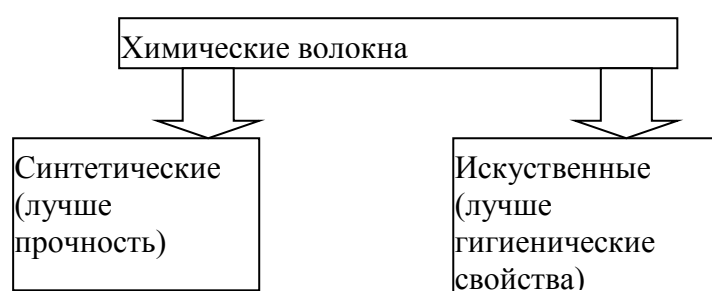 Химические волокна
Синтетические
(лучше
прочность)
Искуственные
(лучше
гигиенические
свойства)